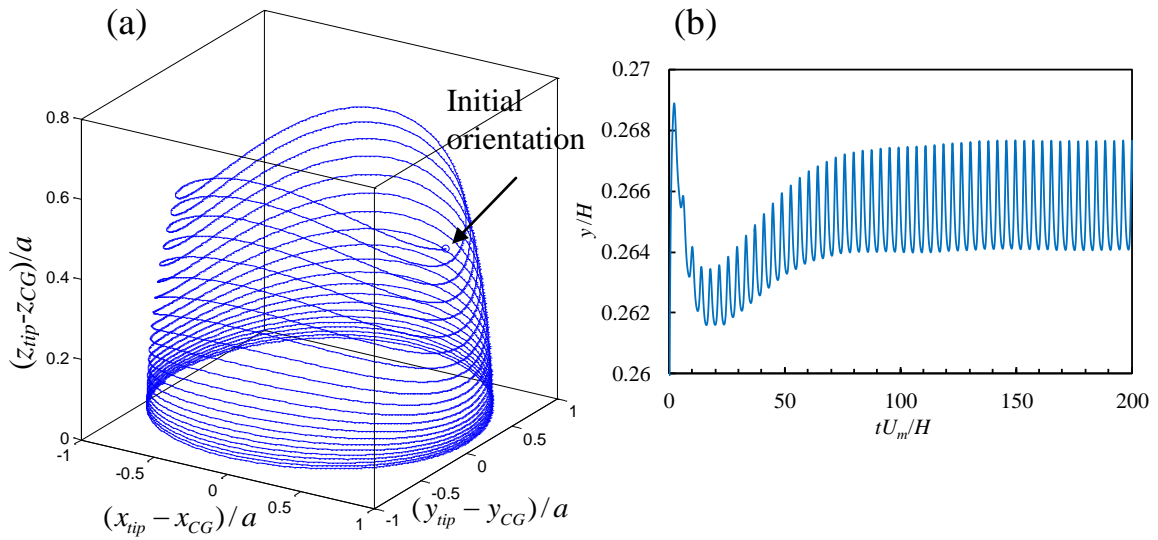 (a)
Initial
orientation
(z_tip-z_CG)/a
0.8
0.6
0.4
0.2
0
-1
-0.5
0
0.5
1
(x_tip − x_CG)/a
-1
-0.5
0
0.5
1
(y_tip − y_CG)/a
(b)
y/H
0.27
0.268
0.266
0.264
0.262
0.26
0 50 100 150 200
tU_m/H